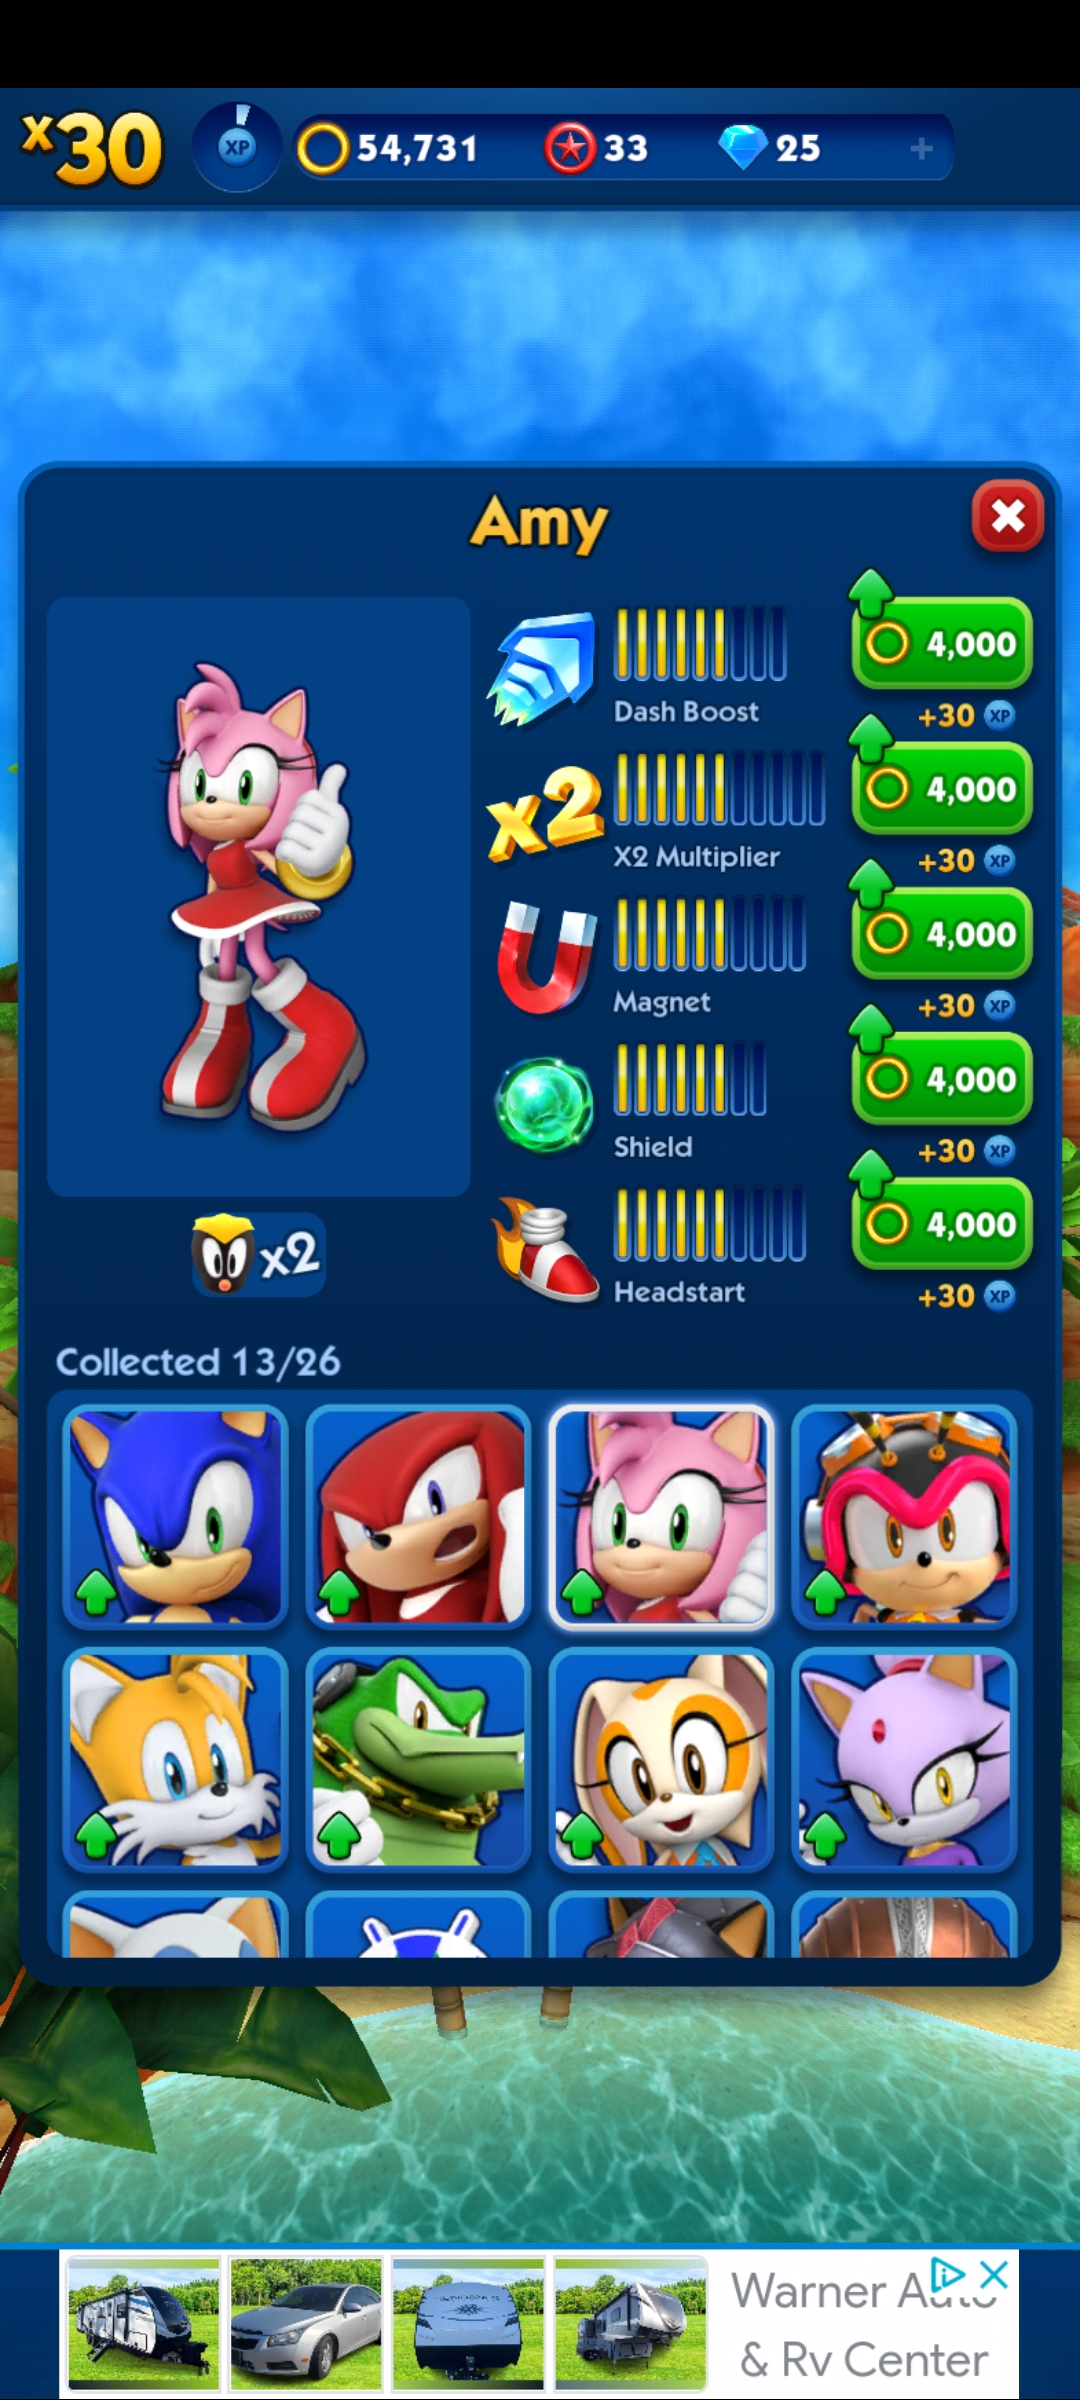 x30 XP 54,731 33 25 +
Amy
4,000
Dash Boost +30 XP
x2 4,000
X2 Multiplier +30 XP
4,000
Magnet +30 XP
4,000
Shield +30 XP
4,000
x2
Headstart +30 XP
Collected 13/26
Warner Auto
& Rv Center